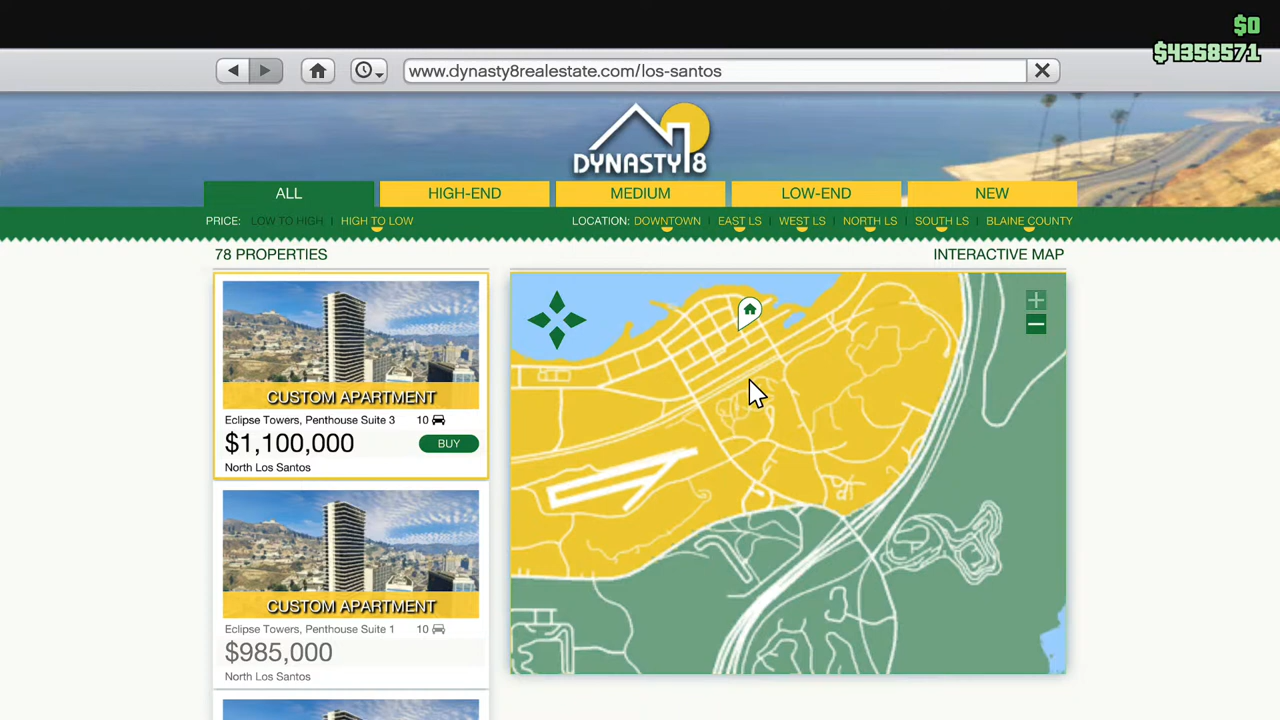 $0
$4358571
www.dynasty8realestate.com/los-santos
DYNASTY 8
ALL
HIGH-END
MEDIUM
LOW-END
NEW
PRICE: LOW TO HIGH | HIGH TO LOW
LOCATION: DOWNTOWN | EAST LS | WEST LS | NORTH LS | SOUTH LS | BLAINE COUNTY
78 PROPERTIES
INTERACTIVE MAP
CUSTOM APARTMENT
Eclipse Towers, Penthouse Suite 3 10
$1,100,000 BUY
North Los Santos
CUSTOM APARTMENT
Eclipse Towers, Penthouse Suite 1 10
$985,000
North Los Santos